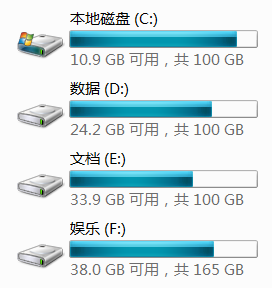 本地磁盘 (C:)
10.9 GB 可用，共 100 GB
数据 (D:)
24.2 GB 可用，共 100 GB
文档 (E:)
33.9 GB 可用，共 100 GB
娱乐 (F:)
38.0 GB 可用，共 165 GB